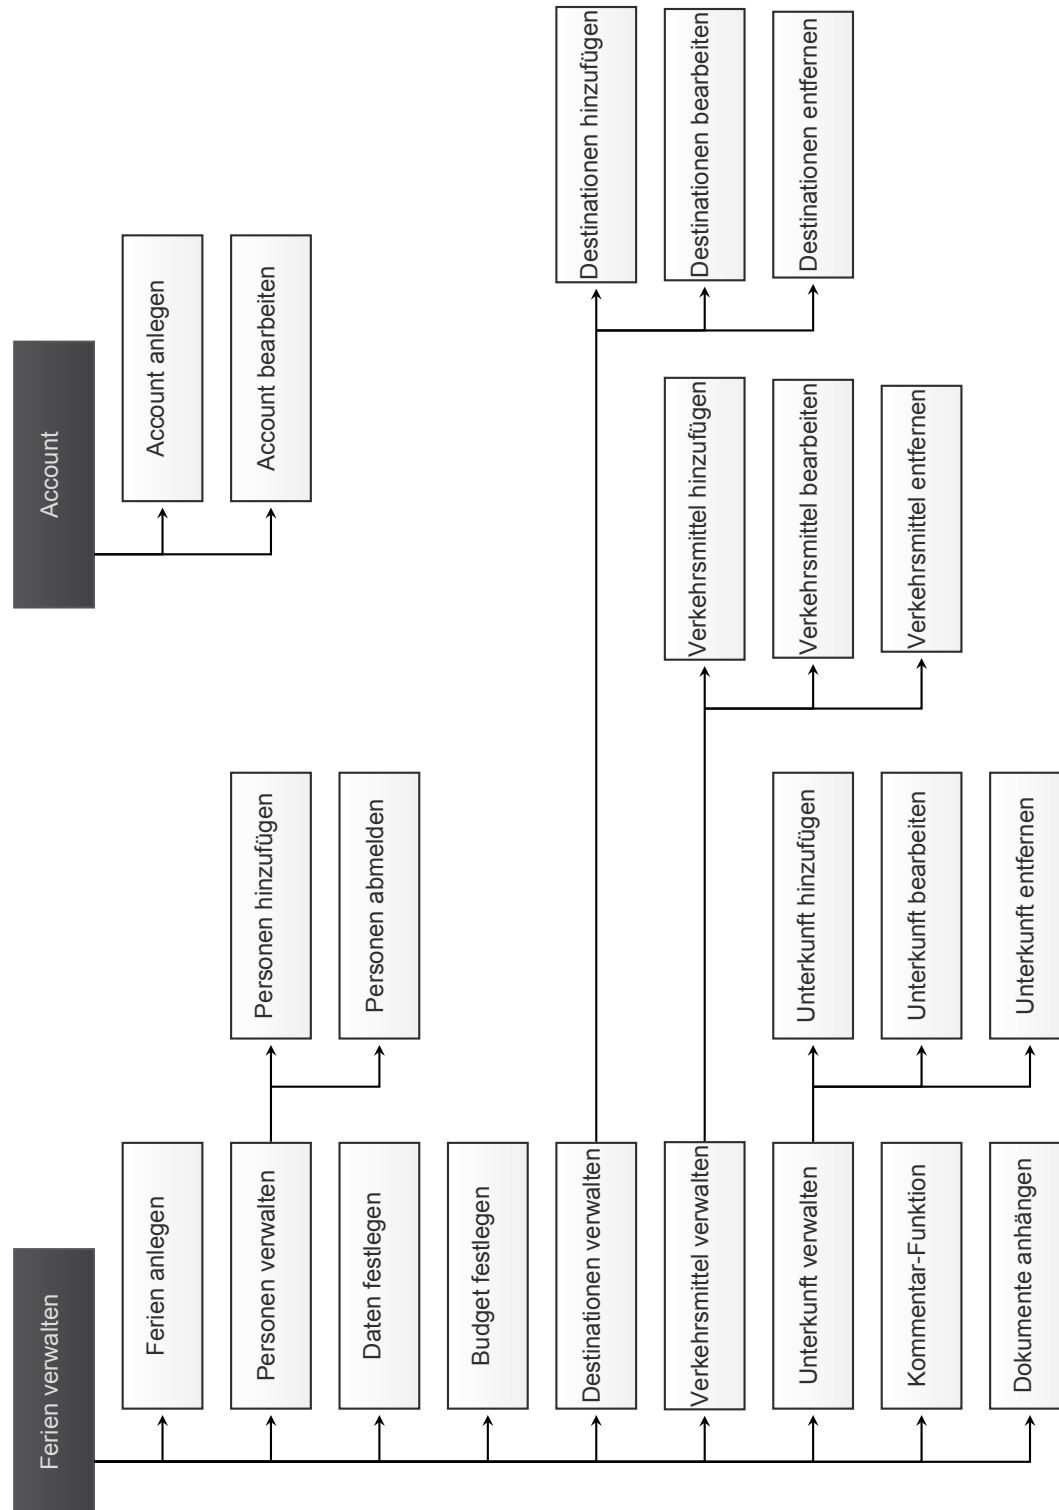 Ferien verwalten
Ferien anlegen
Personen verwalten
Personen hinzufügen
Personen abmelden
Daten festlegen
Budget festlegen
Destinationen verwalten
Destinationen hinzufügen
Destinationen bearbeiten
Destinationen entfernen
Verkehrsmittel verwalten
Verkehrsmittel hinzufügen
Verkehrsmittel bearbeiten
Verkehrsmittel entfernen
Unterkunft verwalten
Unterkunft hinzufügen
Unterkunft bearbeiten
Unterkunft entfernen
Kommentar-Funktion
Dokumente anhängen
Account
Account anlegen
Account bearbeiten